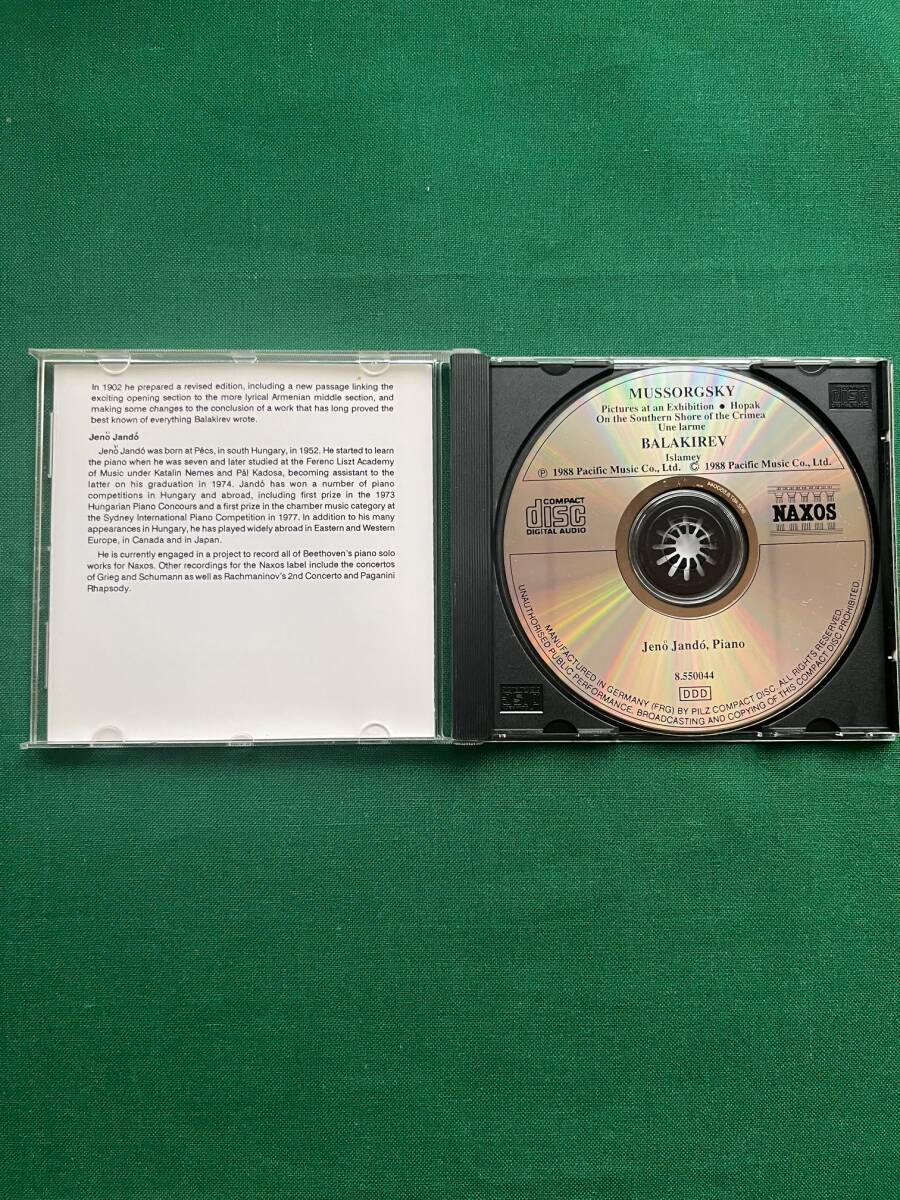 In 1902 he prepared a revised edition, including a new passage linking the
exciting opening section to the more lyrical Armenian middle section, and
making some changes to the conclusion of a work that has long proved the
best known of everything Balakirev wrote.
Jenö Jandó
Jenö Jandó was born at Pécs, in south Hungary, in 1952. He started to learn
the piano when he was seven and later studied at the Ferenc Liszt Academy
of Music under Katalin Nemes and Pál Kadosa, becoming assistant to the
latter on his graduation in 1974. Jandó has won a number of piano
competitions in Hungary and abroad, including first prize in the 1973
Hungarian Piano Concours and a first prize in the chamber music category at
the Sydney International Piano Competition in 1977. In addition to his many
appearances in Hungary, he has played widely abroad in Eastern and Western
Europe, in Canada and in Japan.
He is currently engaged in a project to record all of Beethoven's piano solo
works for Naxos. Other recordings for the Naxos label include the concertos
of Grieg and Schumann as well as Rachmaninov's 2nd Concerto and Paganini
Rhapsody.
MUSSORGSKY
Pictures at an Exhibition • Hopak
On the Southern Shore of the Crimea
Une larme
BALAKIREV
Islamey
℗ 1988 Pacific Music Co., Ltd. © 1988 Pacific Music Co., Ltd.
COMPACT
disc
DIGITAL AUDIO
NAXOS
Jenö Jandó, Piano
8.550044
DDD
MANUFACTURED IN GERMANY (FRG) BY PILZ COMPACT DISC. ALL RIGHTS RESERVED.
UNAUTHORISED PUBLIC PERFORMANCE, BROADCASTING AND COPYING OF THIS COMPACT DISC PROHIBITED.